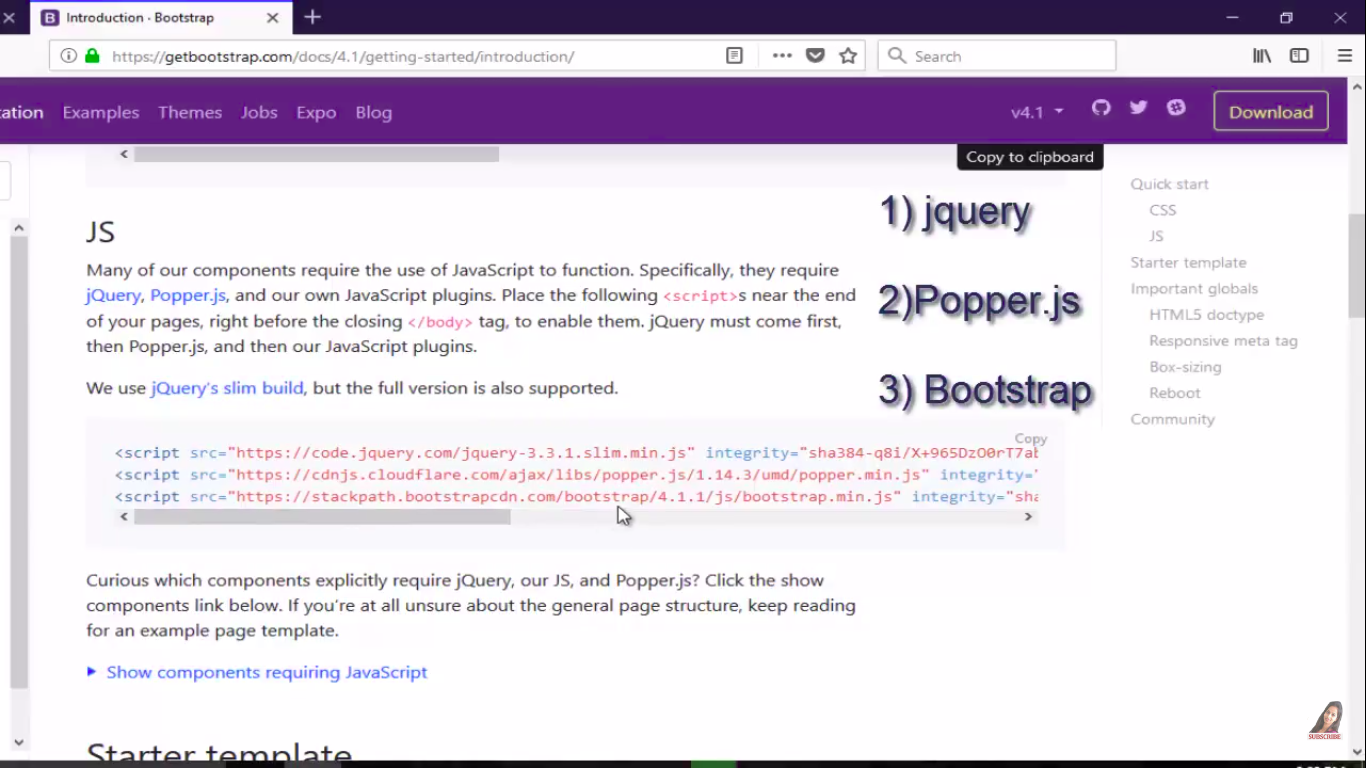 Introduction · Bootstrap
https://getbootstrap.com/docs/4.1/getting-started/introduction/
Search
Examples Themes Jobs Expo Blog
v4.1
Download
Copy to clipboard
JS
Many of our components require the use of JavaScript to function. Specifically, they require
jQuery, Popper.js, and our own JavaScript plugins. Place the following <script>s near the end
of your pages, right before the closing </body> tag, to enable them. jQuery must come first,
then Popper.js, and then our JavaScript plugins.
We use jQuery's slim build, but the full version is also supported.
1) jquery
2)Popper.js
3) Bootstrap
Copy
<script src="https://code.jquery.com/jquery-3.3.1.slim.min.js" integrity="sha384-q8i/X+965DzO0rT7ab
<script src="https://cdnjs.cloudflare.com/ajax/libs/popper.js/1.14.3/umd/popper.min.js" integrity="
<script src="https://stackpath.bootstrapcdn.com/bootstrap/4.1.1/js/bootstrap.min.js" integrity="sha
Curious which components explicitly require jQuery, our JS, and Popper.js? Click the show
components link below. If you're at all unsure about the general page structure, keep reading
for an example page template.
Show components requiring JavaScript
Starter template
Quick start
CSS
JS
Starter template
Important globals
HTML5 doctype
Responsive meta tag
Box-sizing
Reboot
Community
SUBSCRIBE